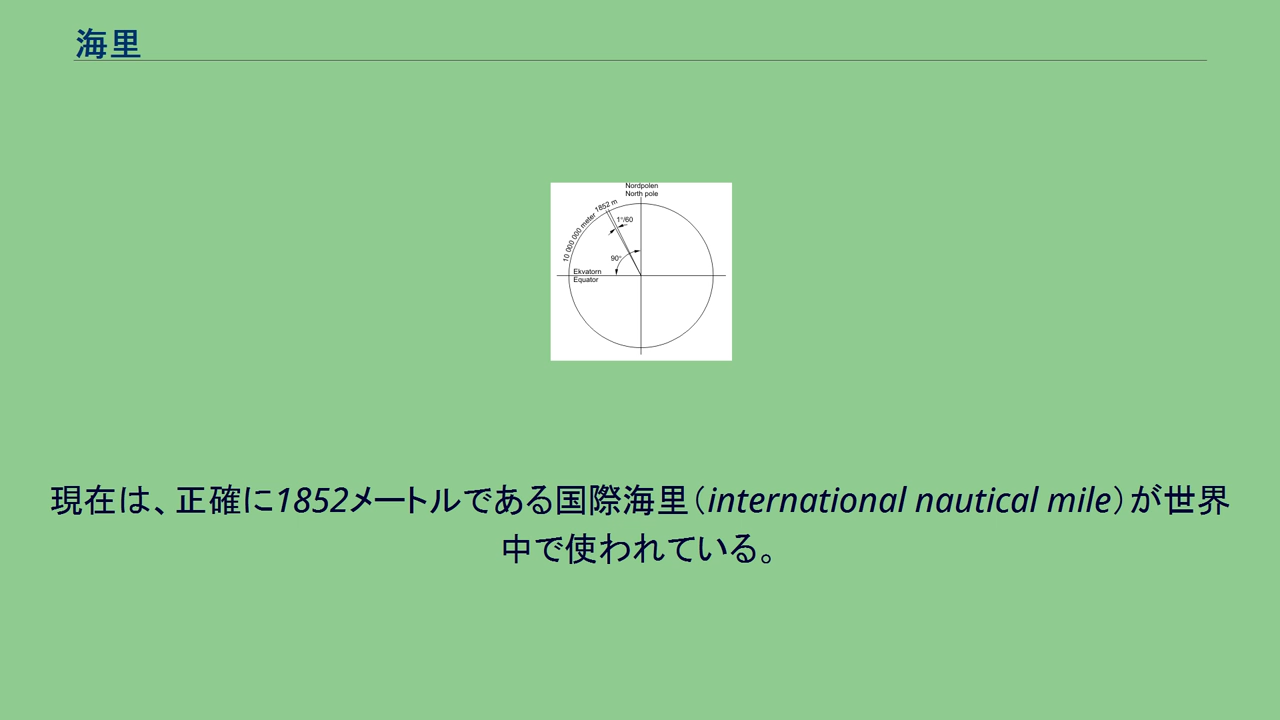 海里
Nordpolen
North pole
10 000 000 meter
1852 m
1°/60
90°
Ekvatorn
Equator
現在は、正確に1852メートルである国際海里（international nautical mile）が世界
中で使われている。